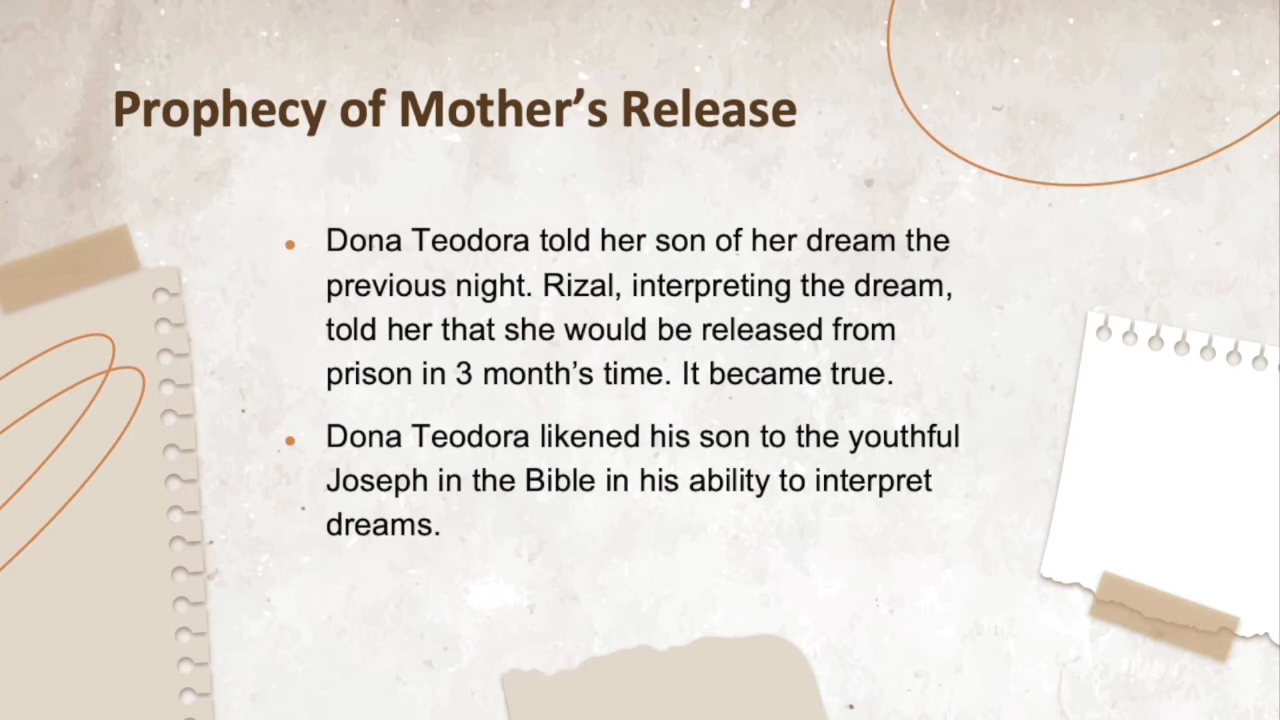 Prophecy of Mother’s Release
• Dona Teodora told her son of her dream the
previous night. Rizal, interpreting the dream,
told her that she would be released from
prison in 3 month’s time. It became true.
• Dona Teodora likened his son to the youthful
Joseph in the Bible in his ability to interpret
dreams.